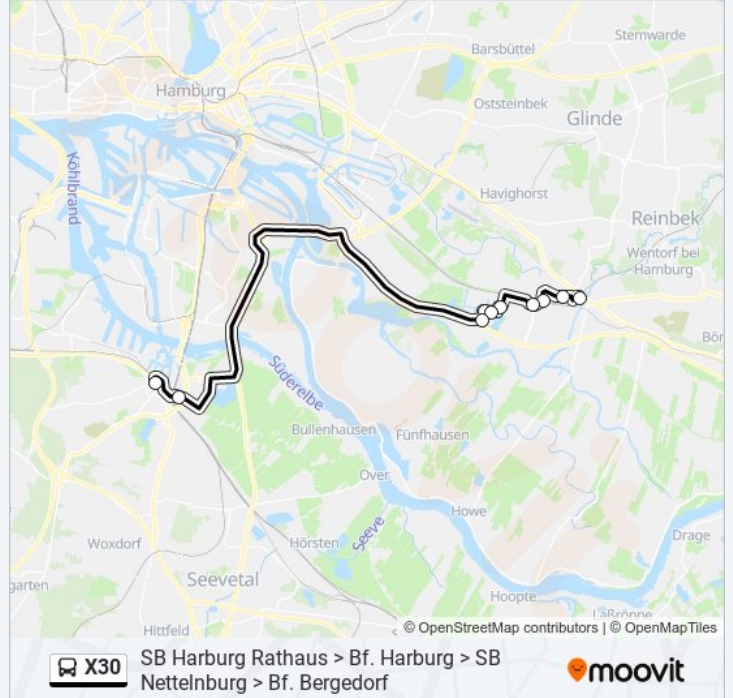 Stemwarde
Barsbüttel
Hamburg
Oststeinbek
Glinde
Köhlbrand
Havighorst
Reinbek
Wentorf bei
Hamburg
Bör
Süderelbe
Bullenhausen
Fünfhausen
Over
Seeve
Howe
Woxdorf
Hörsten
Drage
garten
Seevetal
Hoopte
Laßrönne
Hittfeld
© OpenStreetMap contributors | © OpenMapTiles
X30
SB Harburg Rathaus > Bf. Harburg > SB
Nettelnburg > Bf. Bergedorf
moovit